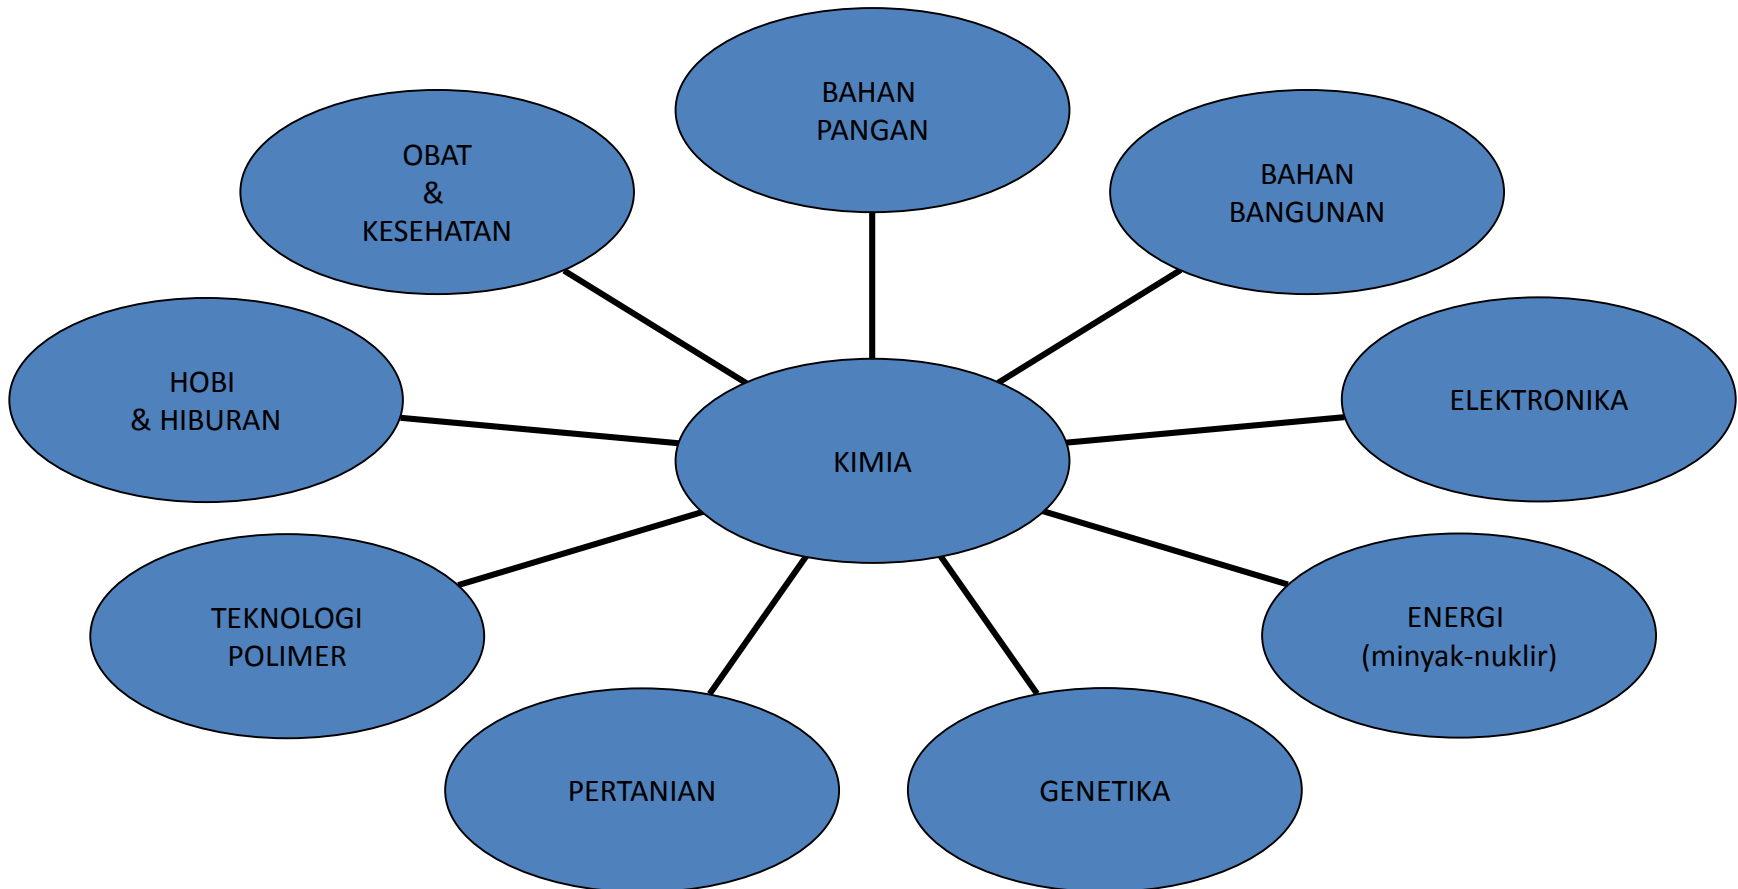 BAHAN
PANGAN
OBAT
&
KESEHATAN
BAHAN
BANGUNAN
HOBI
& HIBURAN
ELEKTRONIKA
KIMIA
TEKNOLOGI
POLIMER
ENERGI
(minyak-nuklir)
PERTANIAN
GENETIKA